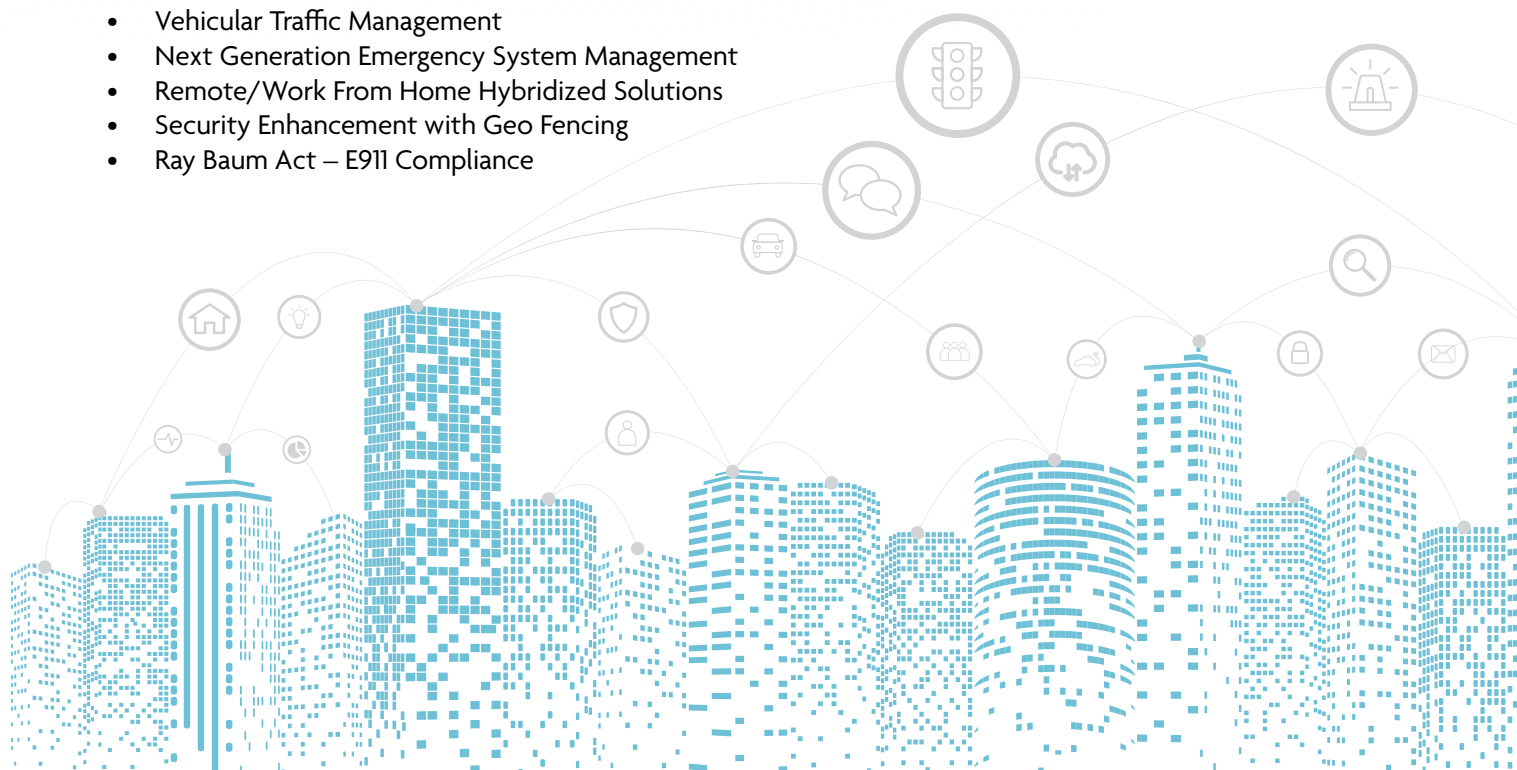 • Vehicular Traffic Management
• Next Generation Emergency System Management
• Remote/Work From Home Hybridized Solutions
• Security Enhancement with Geo Fencing
• Ray Baum Act – E911 Compliance